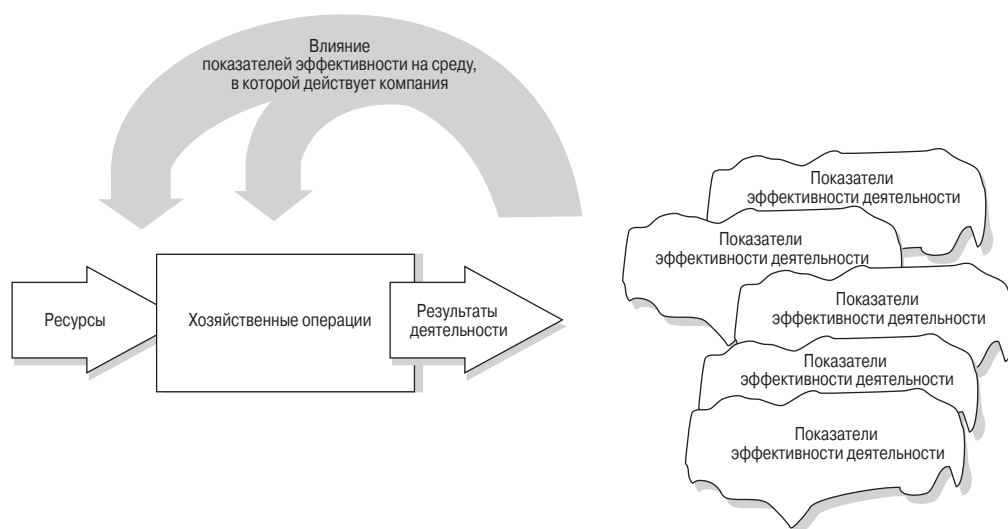 Влияние
показателей эффективности на среду,
в которой действует компания
Показатели
эффективности деятельности
Показатели
эффективности деятельности
Показатели
эффективности деятельности
Показатели
эффективности деятельности
Показатели
эффективности деятельности
Ресурсы
Хозяйственные операции
Результаты
деятельности